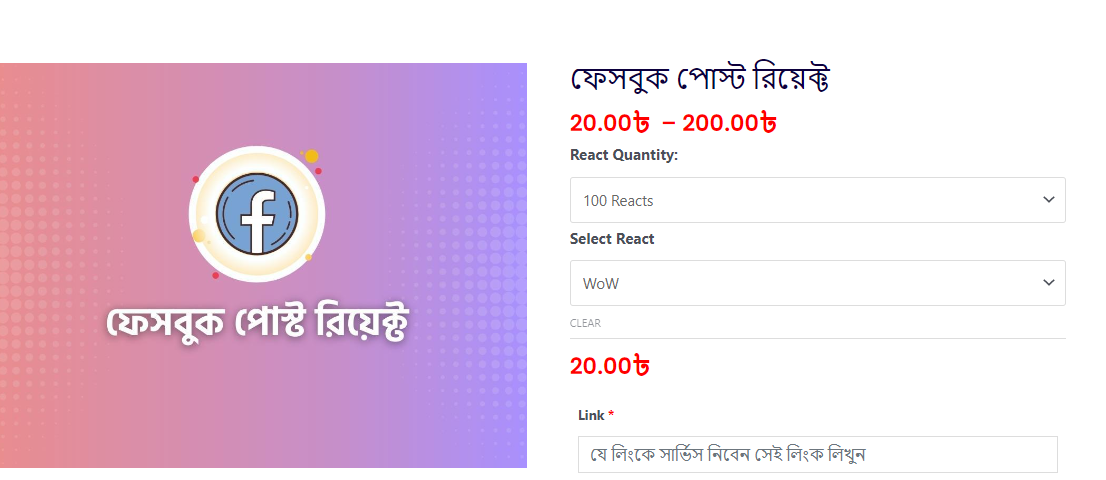 ফেসবুক পোস্ট রিয়েক্ট
ফেসবুক পোস্ট রিয়েক্ট
20.00৳ – 200.00৳
React Quantity:
100 Reacts
Select React
WoW
CLEAR
20.00৳
Link *
যে লিংকে সার্ভিস নিবেন সেই লিংক লিখুন